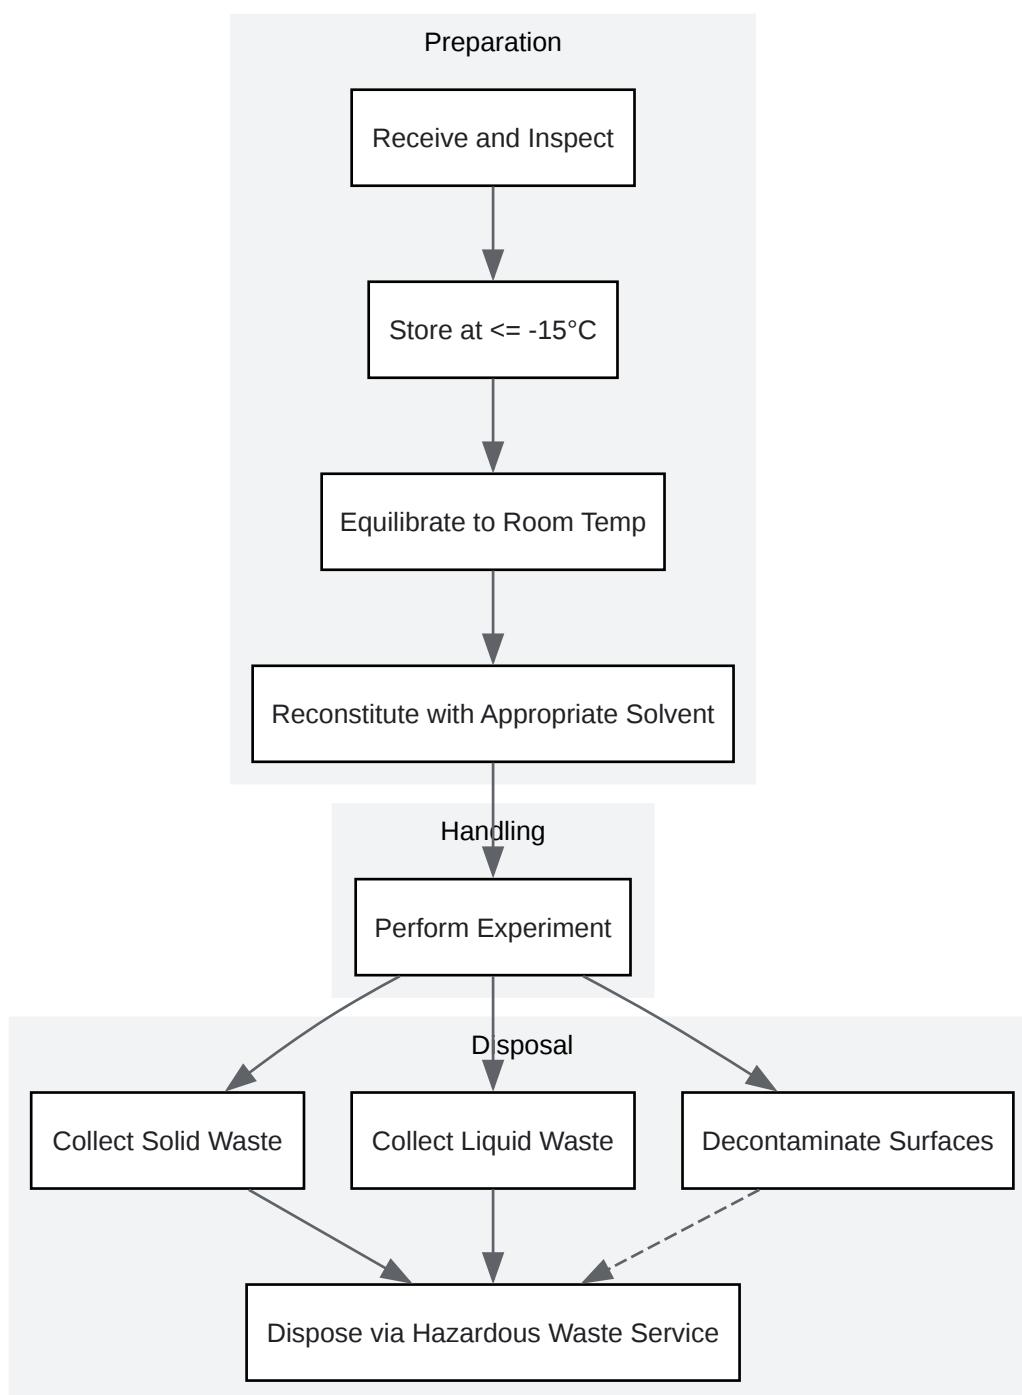 Preparation
Receive and Inspect
Store at <= -15°C
Equilibrate to Room Temp
Reconstitute with Appropriate Solvent
Handling
Perform Experiment
Disposal
Collect Solid Waste
Collect Liquid Waste
Decontaminate Surfaces
Dispose via Hazardous Waste Service